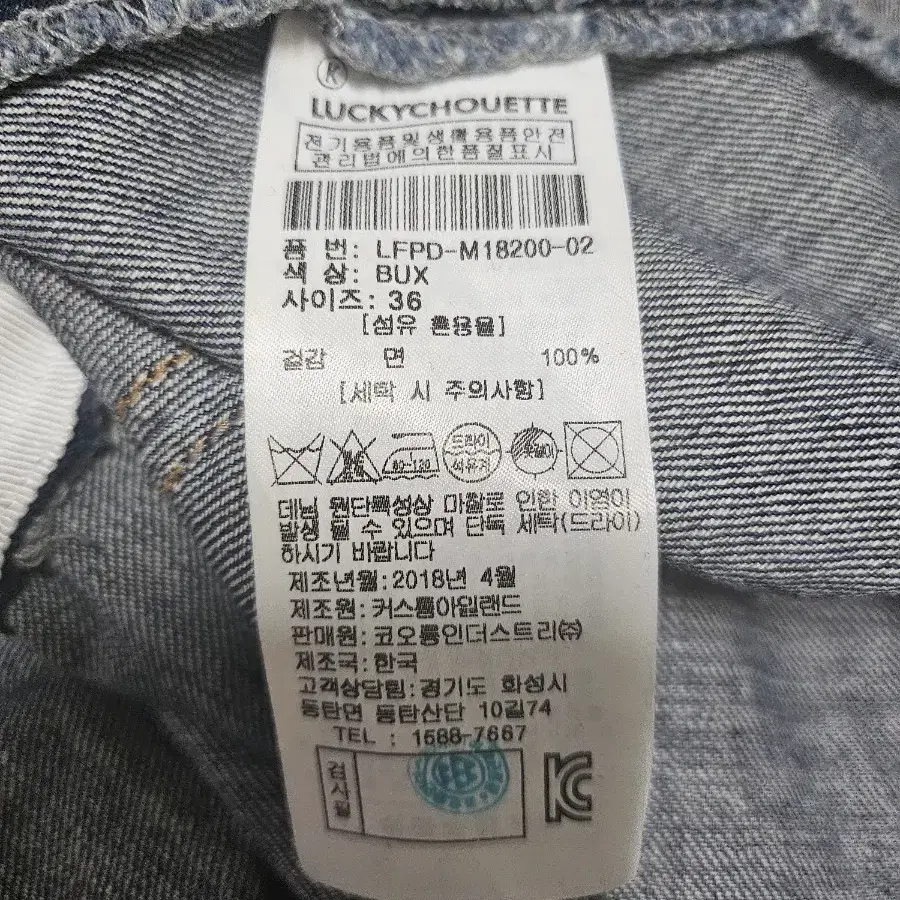 K
LUCKYCHOUETTE
전기용품및생활용품안전
관리법에의한품질표시
품 번: LFPD-M18200-02
색 상: BUX
사이즈: 36
[섬유 혼용율]
겉감 면 100%
[세탁 시 주의사항]
80~120 드라이 석유계
데님 원단특성상 마찰로 인한 이염이
발생 될 수 있으며 단독 세탁(드라이)
하시기 바랍니다
제조년월:2018년 4월
제조원:커스톰아일랜드
판매원:코오롱인더스트리㈜
제조국:한국
고객상담팀:경기도 화성시
동탄면 동탄산단 10길74
TEL : 1588-7667
검사필